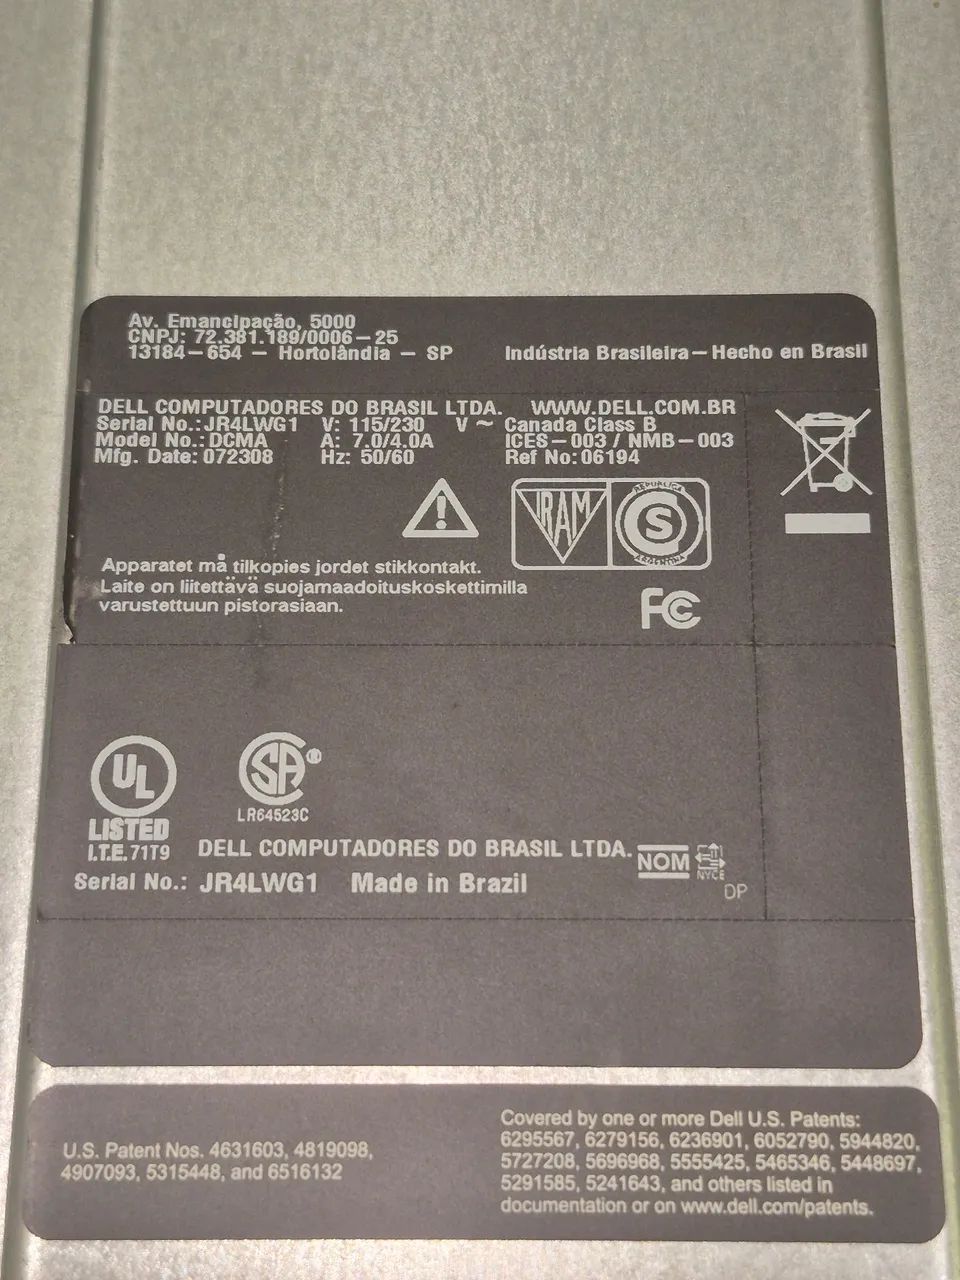 Av. Emancipação, 5000
CNPJ: 72.381.189/0006-25
13184-654 - Hortolândia - SP
Indústria Brasileira-Hecho en Brasil
DELL COMPUTADORES DO BRASIL LTDA. WWW.DELL.COM.BR
Serial No.: JR4LWG1 V: 115/230 V ~ Canada Class B
Model No.: DCMA A: 7.0/4.0A ICES-003 / NMB-003
Mfg. Date: 072308 Hz: 50/60 Ref No: 06194
IRAM
REPUBLICA
S
ARGENTINA
Apparatet må tilkopies jordet stikkontakt.
Laite on liitettävä suojamaadoituskoskettimilla
varustettuun pistorasiaan.
FC
UL
LISTED
I.T.E. 71T9
SA
LR64523C
DELL COMPUTADORES DO BRASIL LTDA.
NOM
NYCE
DP
Serial No.: JR4LWG1 Made in Brazil
U.S. Patent Nos. 4631603, 4819098,
4907093, 5315448, and 6516132
Covered by one or more Dell U.S. Patents:
6295567, 6279156, 6236901, 6052790, 5944820,
5727208, 5696968, 5555425, 5465346, 5448697,
5291585, 5241643, and others listed in
documentation or on www.dell.com/patents.